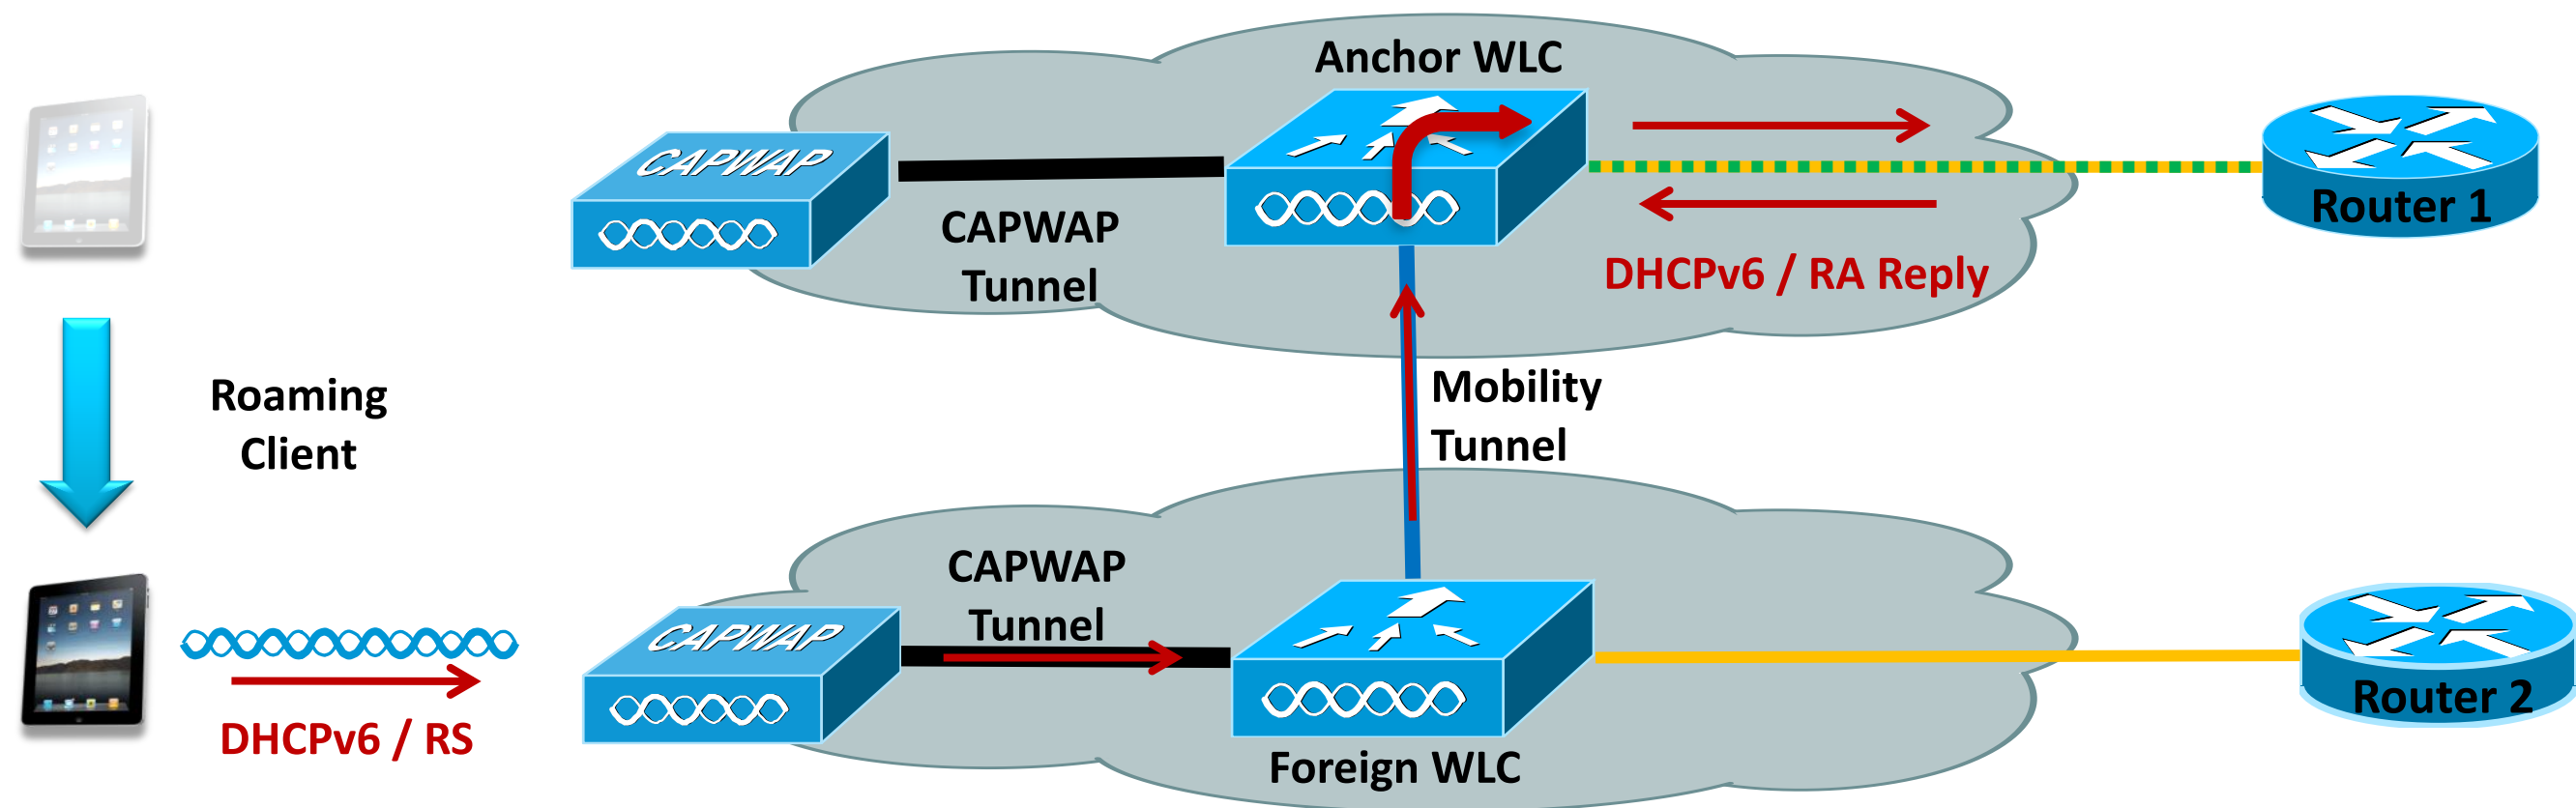 Anchor WLC
CAPWAP
CAPWAP
Tunnel
Router 1
DHCPv6 / RA Reply
Roaming
Client
Mobility
Tunnel
CAPWAP
Tunnel
CAPWAP
DHCPv6 / RS
Foreign WLC
Router 2